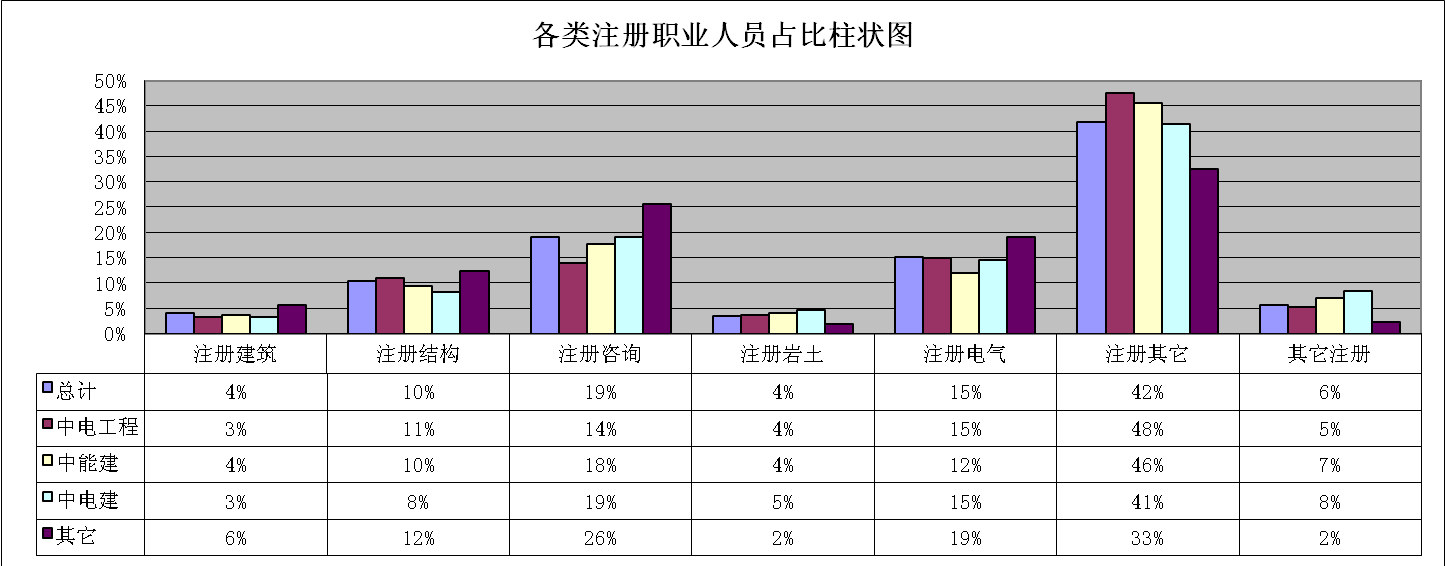 各类注册职业人员占比柱状图
50%
45%
40%
35%
30%
25%
20%
15%
10%
5%
0%
注册建筑 注册结构 注册咨询 注册岩土 注册电气 注册其它 其它注册
总计 4% 10% 19% 4% 15% 42% 6%
中电工程 3% 11% 14% 4% 15% 48% 5%
中能建 4% 10% 18% 4% 12% 46% 7%
中电建 3% 8% 19% 5% 15% 41% 8%
其它 6% 12% 26% 2% 19% 33% 2%